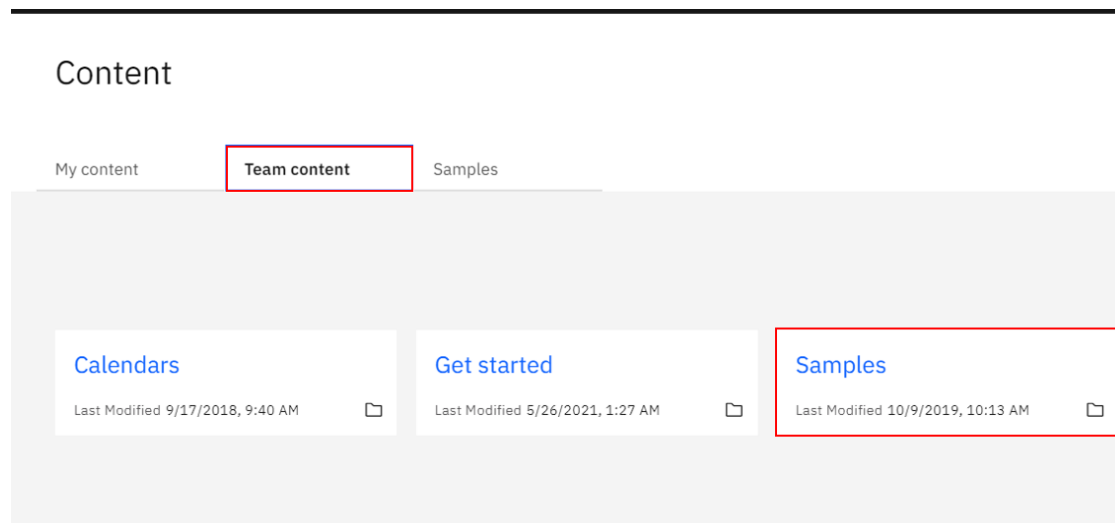 Content
My content Team content Samples
Calendars Get started Samples
Last Modified 9/17/2018, 9:40 AM Last Modified 5/26/2021, 1:27 AM Last Modified 10/9/2019, 10:13 AM